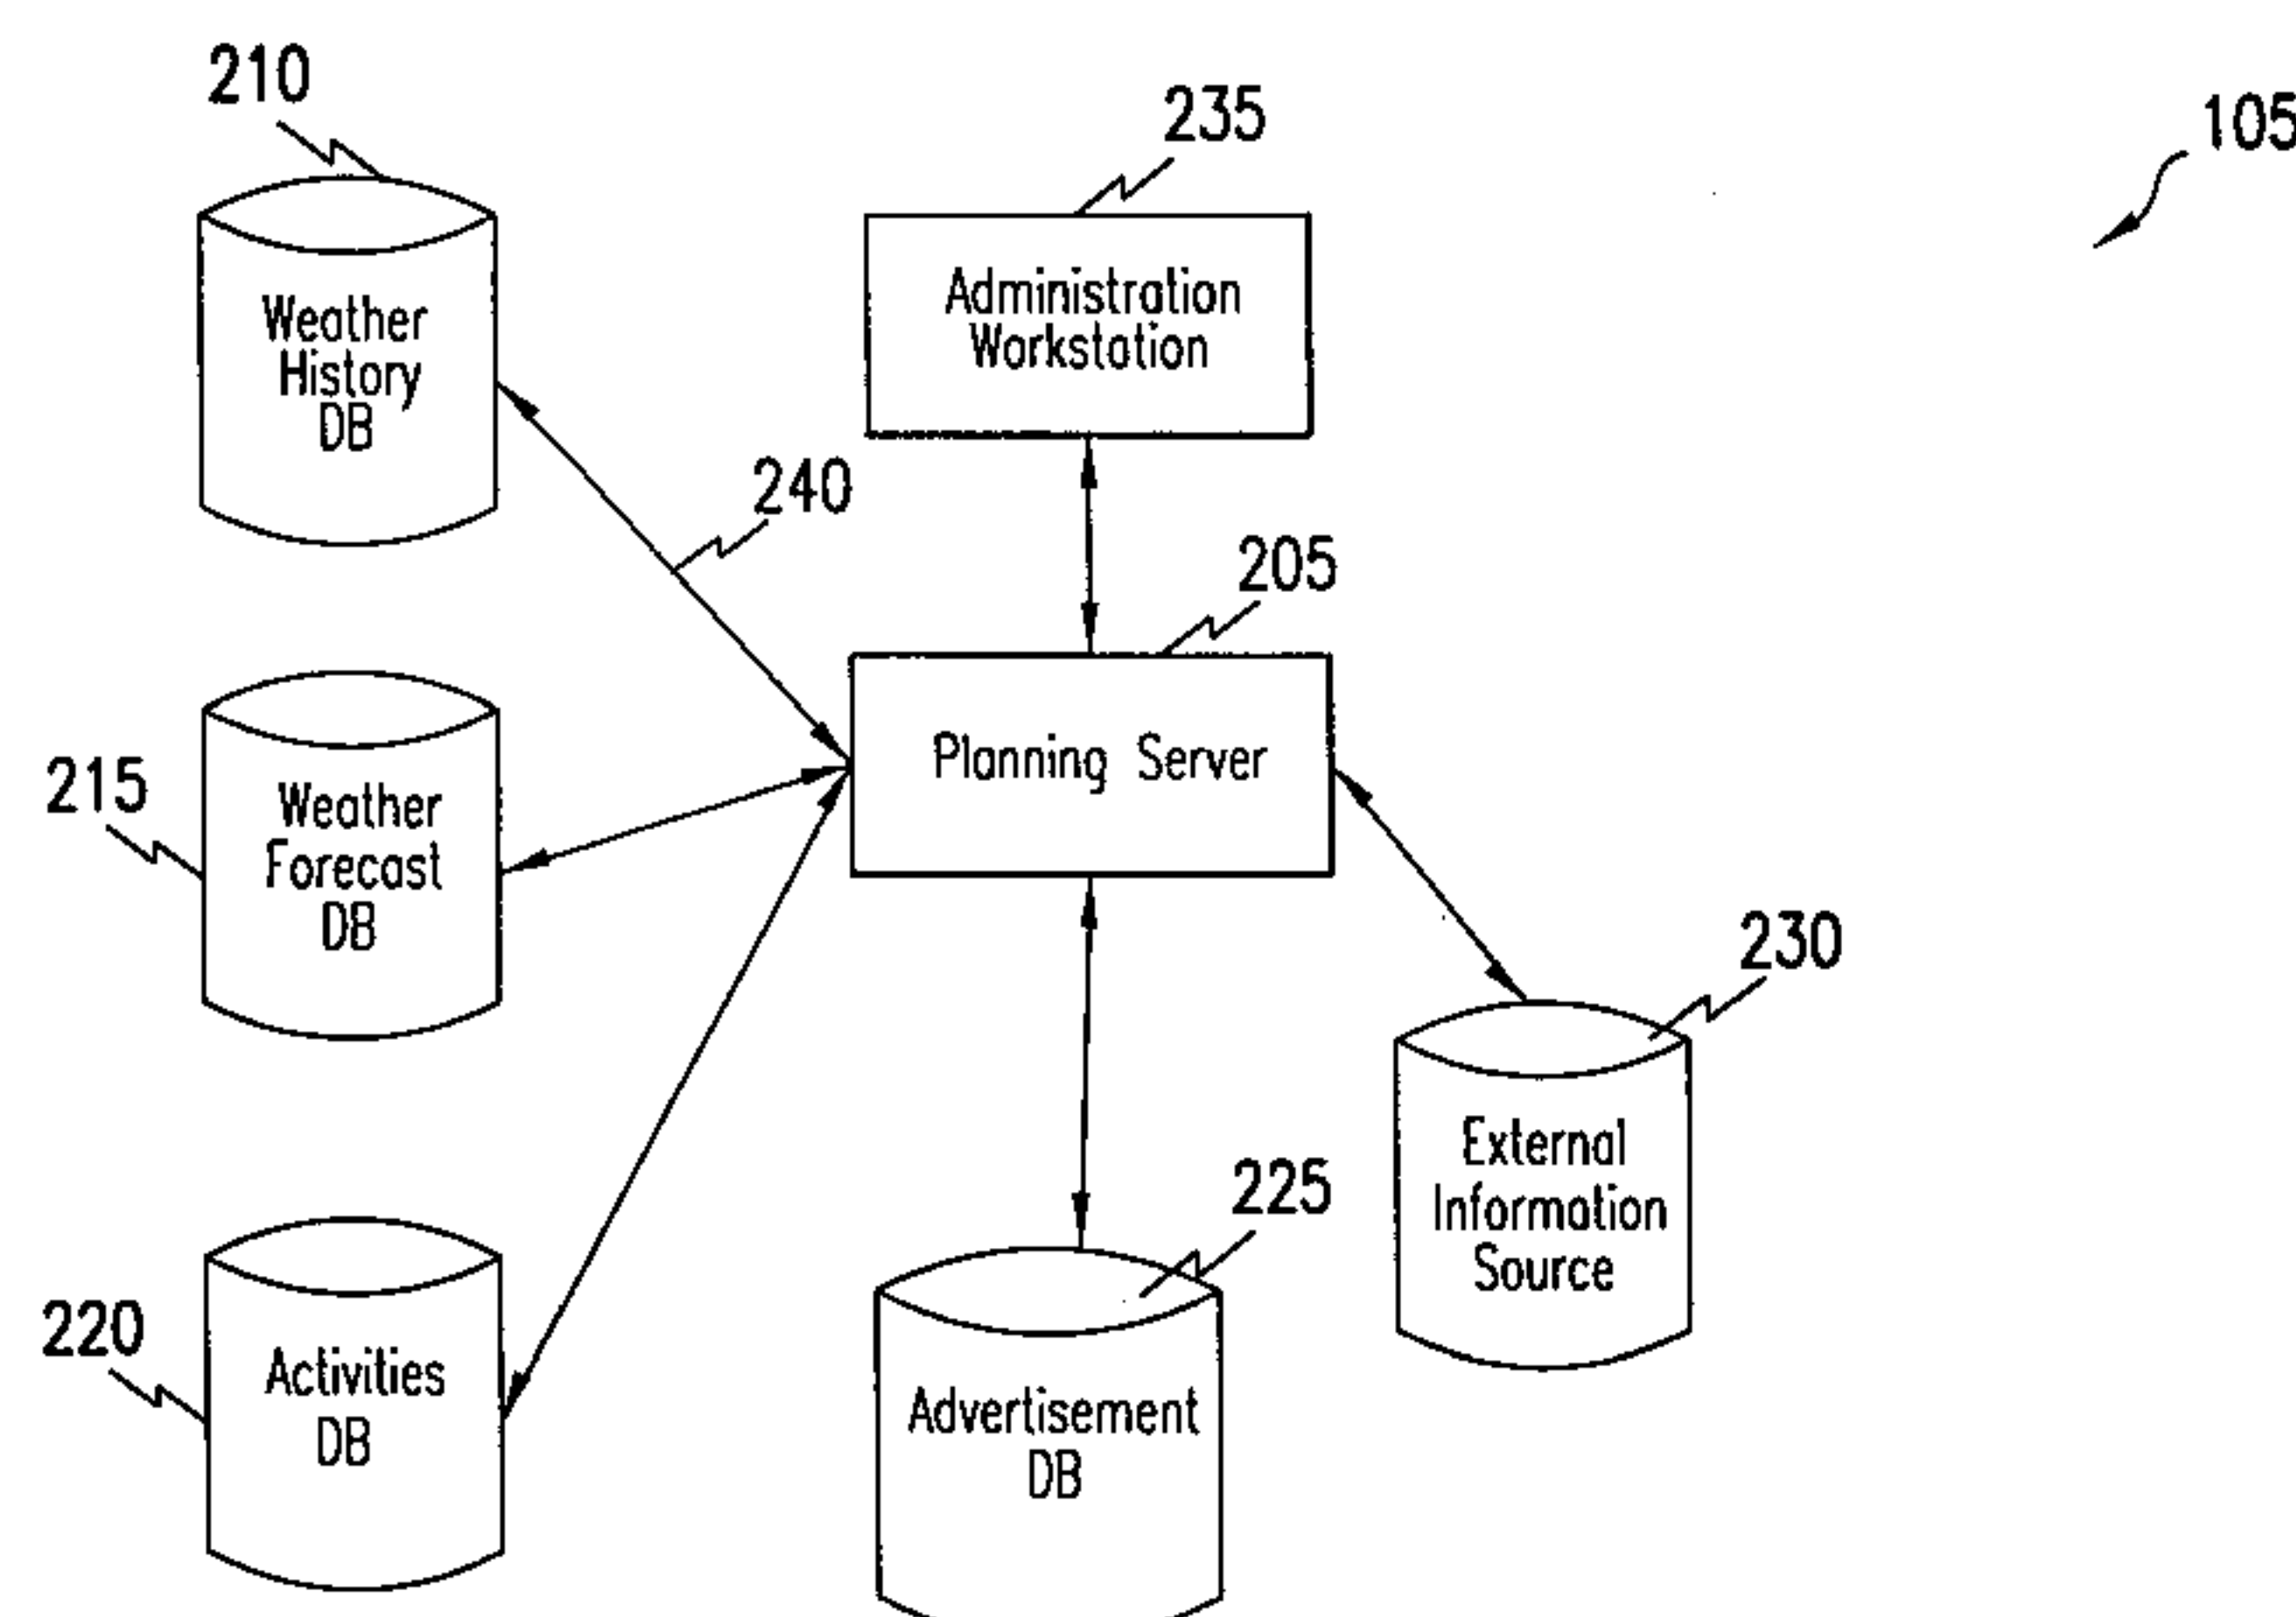 210
235
105
Weather
History
DB
Administration
Workstation
240
205
Planning Server
215
Weather
Forecast
DB
230
External
Information
Source
225
220
Activities
DB
Advertisement
DB